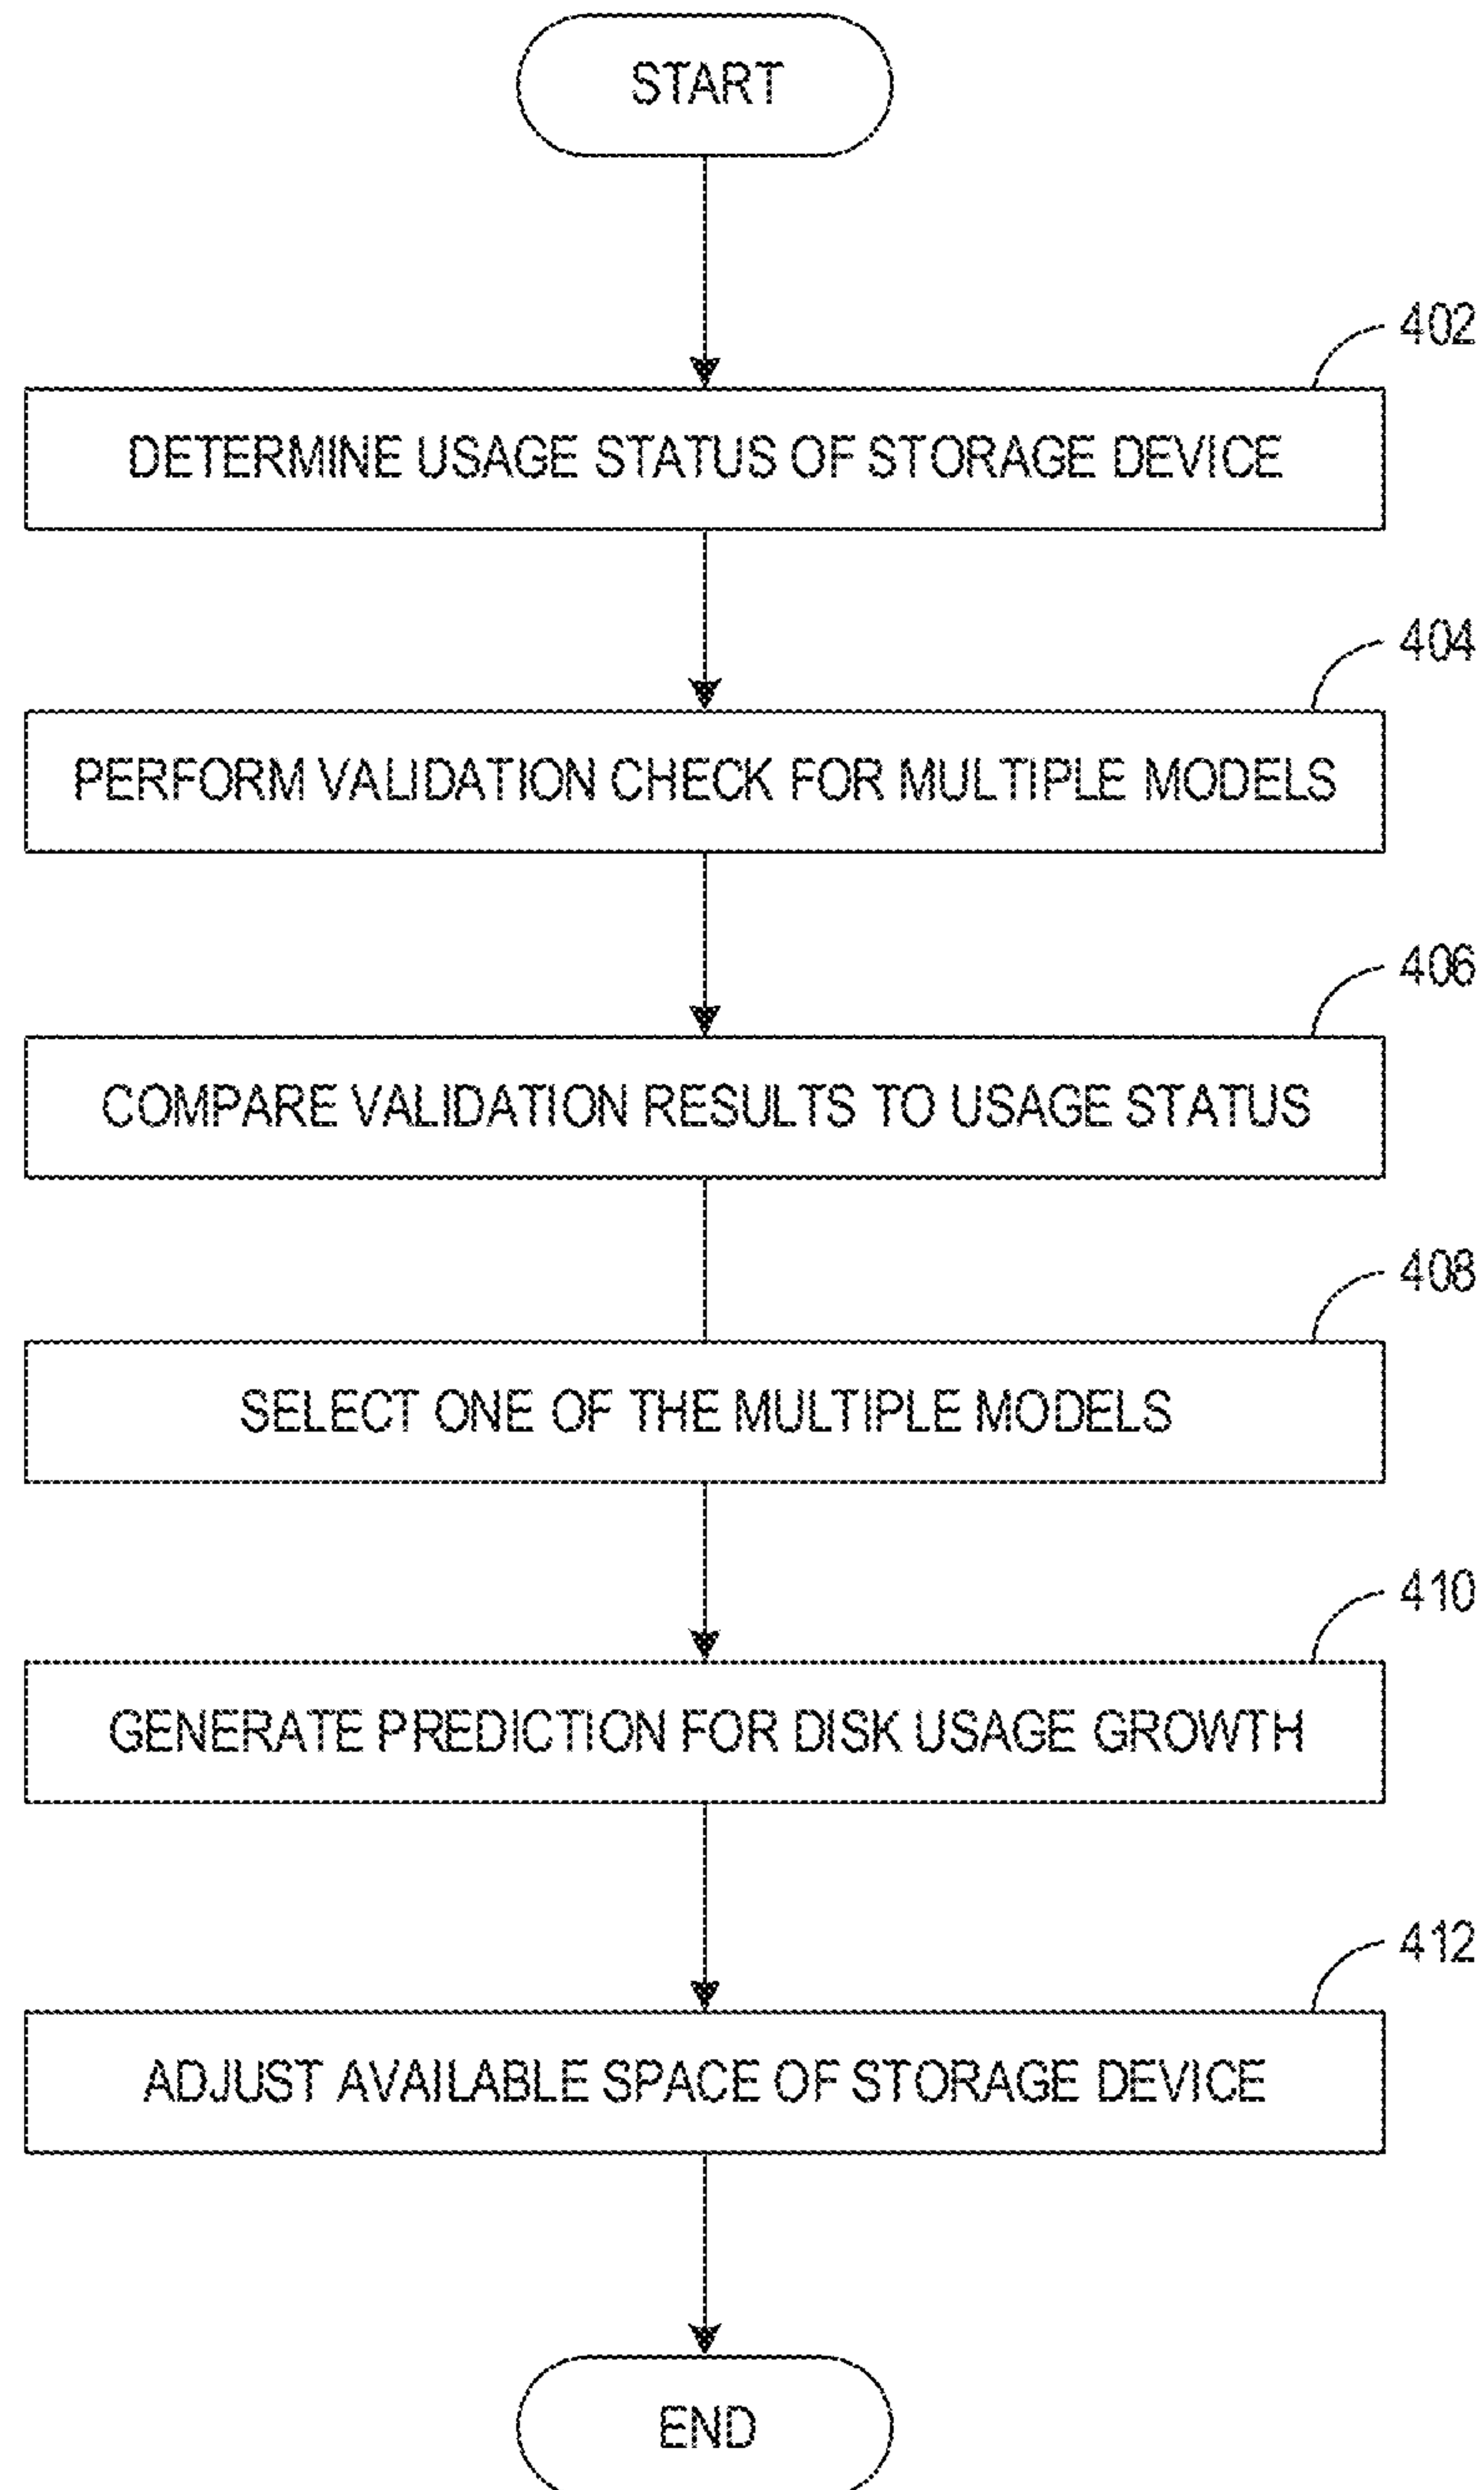 START
402
DETERMINE USAGE STATUS OF STORAGE DEVICE
404
PERFORM VALIDATION CHECK FOR MULTIPLE MODELS
406
COMPARE VALIDATION RESULTS TO USAGE STATUS
408
SELECT ONE OF THE MULTIPLE MODELS
410
GENERATE PREDICTION FOR DISK USAGE GROWTH
412
ADJUST AVAILABLE SPACE OF STORAGE DEVICE
END